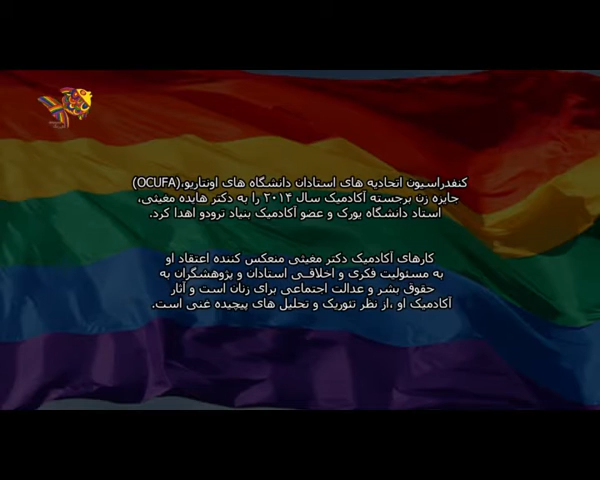 کنفدراسیون اتحادیه های استادان دانشگاه های اونتاریو،(OCUFA)
جایزه زن برجسته آکادمیک سال ۲۰۱۴ را به دکتر هایده مغیثی،
استاد دانشگاه یورک و عضو آکادمیک بنیاد ترودو اهدا کرد.
کارهای آکادمیک دکتر مغیثی منعکس کننده اعتقاد او
به مسئولیت فکری و اخلاقی استادان و پژوهشگران به
حقوق بشر و عدالت اجتماعی برای زنان است و آثار
آکادمیک او ،از نظر تئوریک و تحلیل های پیچیده غنی است.